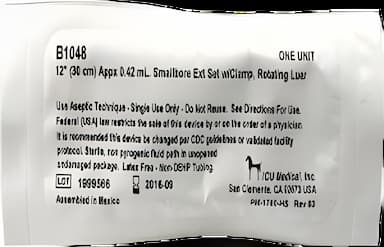 B1048 ONE UNIT
12" (30 cm) Appx 0.42 mL, Smallbore Ext Set w/Clamp, Rotating Luer
Use Aseptic Technique - Single Use Only - Do Not Reuse. See Directions For Use.
Federal (USA) law restricts the sale of this device by or on the order of a physician.
It is recommended this device be changed per CDC guidelines or validated facility
protocol. Sterile, non pyrogenic fluid path in unopened
undamaged package. Latex Free - Non-DEHP Tubing.
ICU Medical, Inc.
LOT 1999566 2016-09 San Clemente, CA 92673 USA
Assembled in Mexico Rev 03